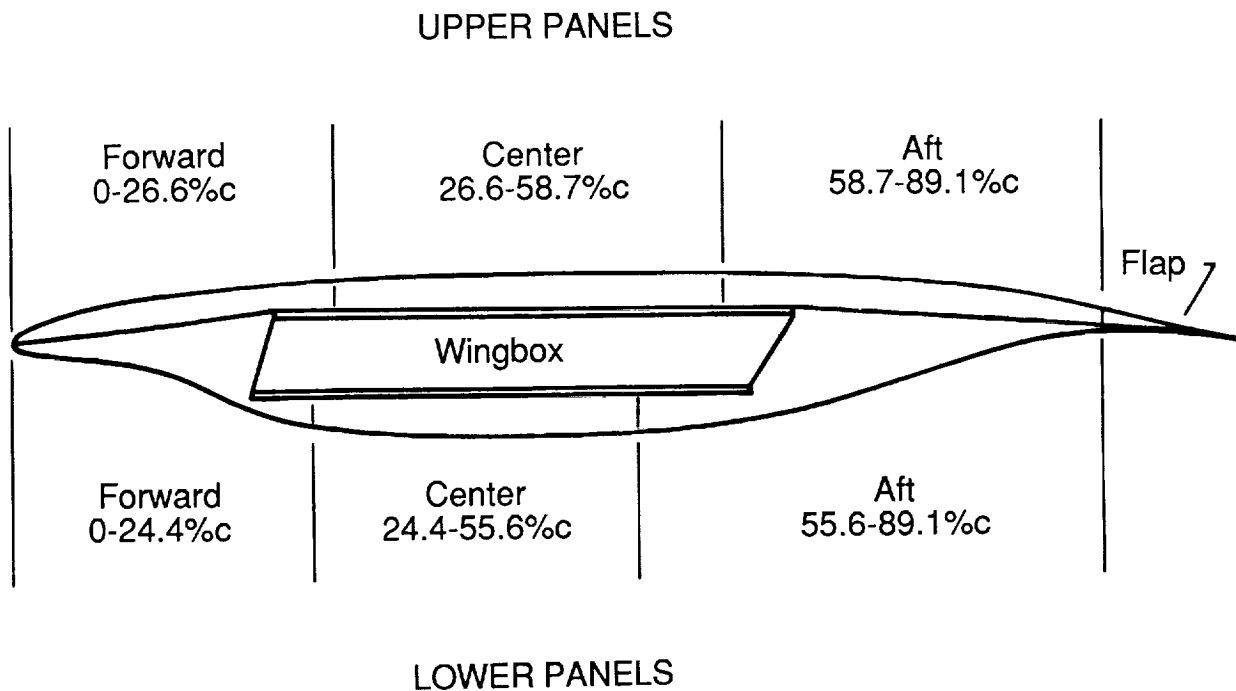 UPPER PANELS
Forward
0-26.6%c
Center
26.6-58.7%c
Aft
58.7-89.1%c
Flap
Wingbox
Forward
0-24.4%c
Center
24.4-55.6%c
Aft
55.6-89.1%c
LOWER PANELS